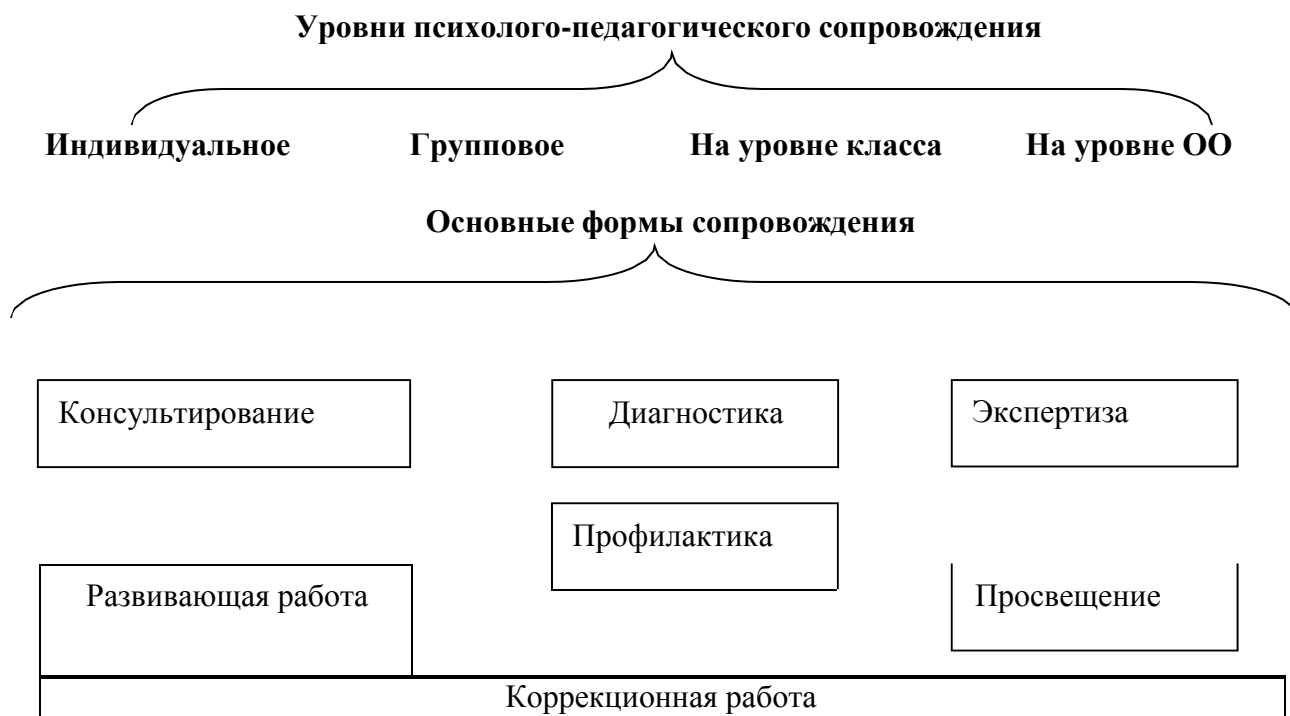 Уровни психолого-педагогического сопровождения
Индивидуальное Групповое На уровне класса На уровне ОО
Основные формы сопровождения
Консультирование Диагностика Экспертиза
Профилактика
Развивающая работа Просвещение
Коррекционная работа